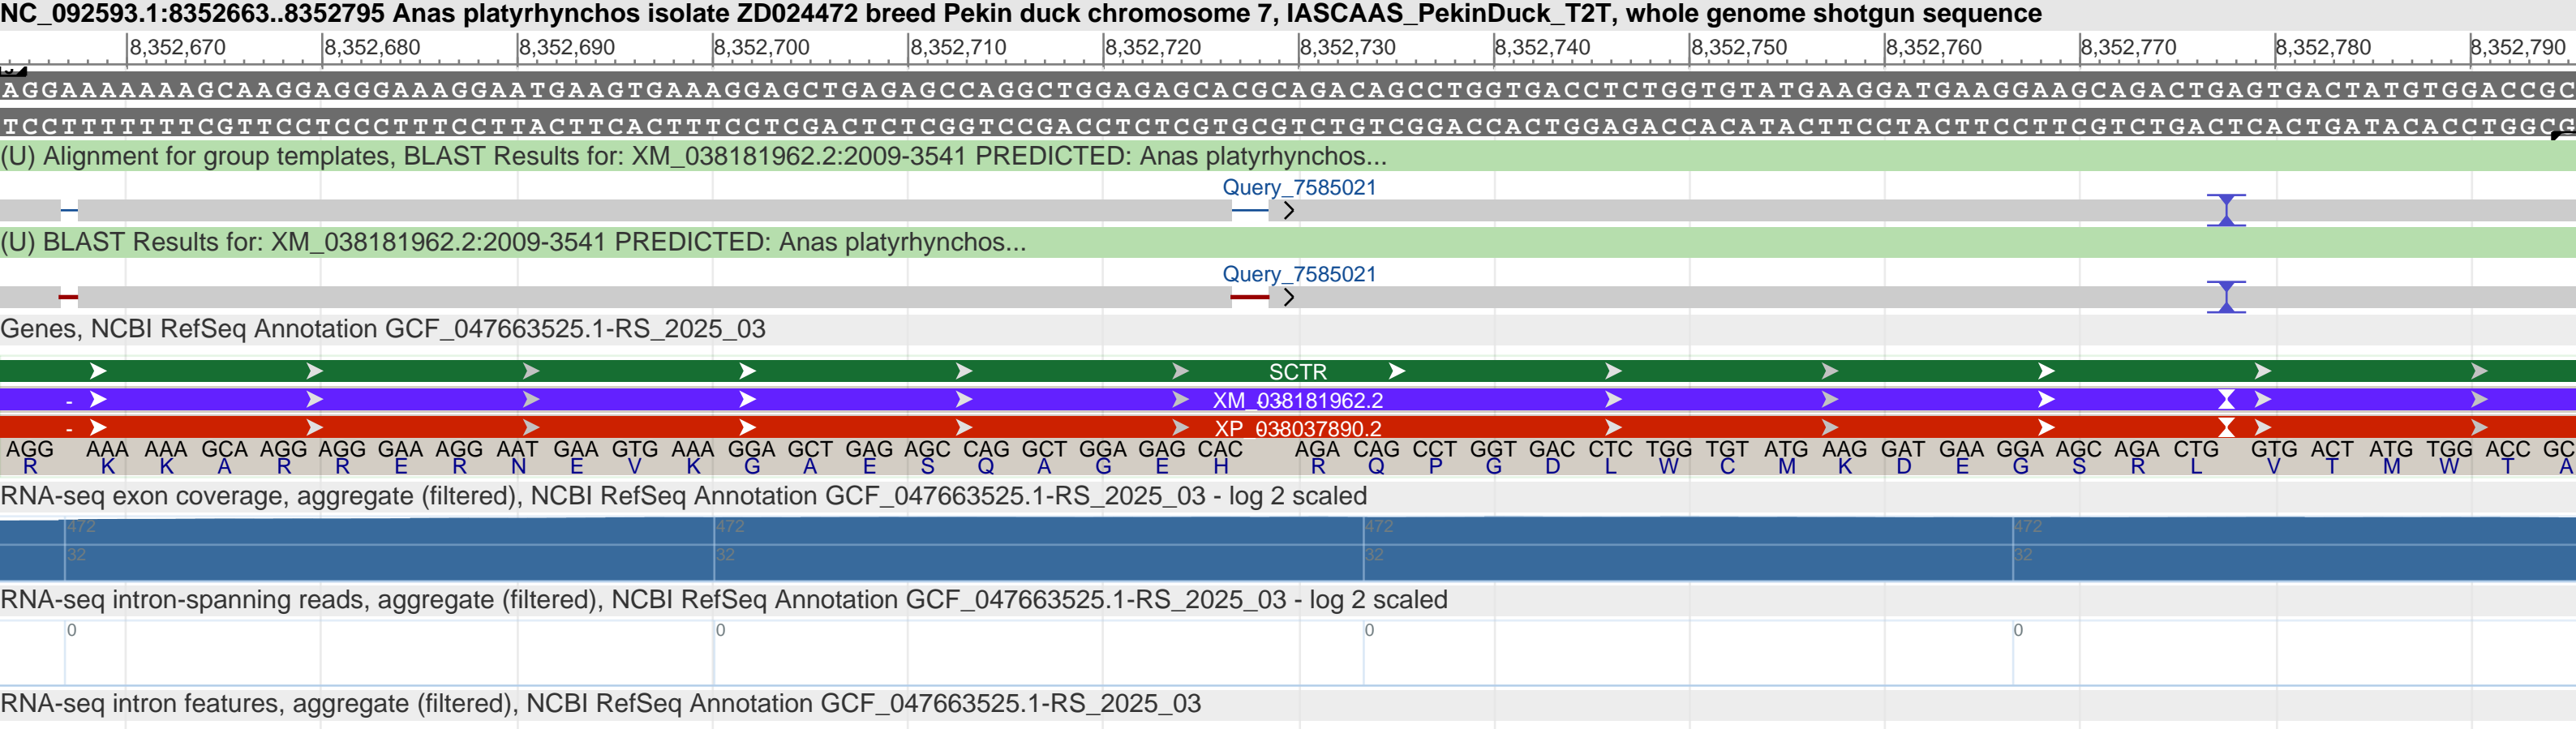 NC_092593.1:8352663..8352795 Anas platyrhynchos isolate ZD024472 breed Pekin duck chromosome 7, IASCAAS_PekinDuck_T2T, whole genome shotgun sequence
8,352,670 8,352,680 8,352,690 8,352,700 8,352,710 8,352,720 8,352,730 8,352,740 8,352,750 8,352,760 8,352,770 8,352,780 8,352,790
AGGAAAAAAAGCAAGGAGGGAAAGGAATGAAGTGAAAGGAGCTGAGAGCCAGGCTGGAGAGCACGCAGACAGCCTGGTGACCTCTGGTGTATGAAGGATGAAGGAAGCAGACTGAGTGACTATGTGGACCGC
TCCTTTTTTTCGTTCCTCCCTTTCCTTACTTCACTTTCCTCGACTCTCGGTCCGACCTCTCGTGCGTCTGTCGGACCACTGGAGACCACATACTTCCTACTTCCTTCGTCTGACTCACTGATACACCTGGCG
(U) Alignment for group templates, BLAST Results for: XM_038181962.2:2009-3541 PREDICTED: Anas platyrhynchos...
Query_7585021
(U) BLAST Results for: XM_038181962.2:2009-3541 PREDICTED: Anas platyrhynchos...
Query_7585021
Genes, NCBI RefSeq Annotation GCF_047663525.1-RS_2025_03
SCTR
- XM_038181962.2
- XP_038037890.2
AGG AAA AAA GCA AGG AGG GAA AGG AAT GAA GTG AAA GGA GCT GAG AGC CAG GCT GGA GAG CAC AGA CAG CCT GGT GAC CTC TGG TGT ATG AAG GAT GAA GGA AGC AGA CTG GTG ACT ATG TGG ACC GC
R K K A R R E R N E V K G A E S Q A G E H R Q P G D L W C M K D E G S R L V T M W T A
RNA-seq exon coverage, aggregate (filtered), NCBI RefSeq Annotation GCF_047663525.1-RS_2025_03 - log 2 scaled
472 472 472 472
32 32 32 32
RNA-seq intron-spanning reads, aggregate (filtered), NCBI RefSeq Annotation GCF_047663525.1-RS_2025_03 - log 2 scaled
0 0 0 0
RNA-seq intron features, aggregate (filtered), NCBI RefSeq Annotation GCF_047663525.1-RS_2025_03